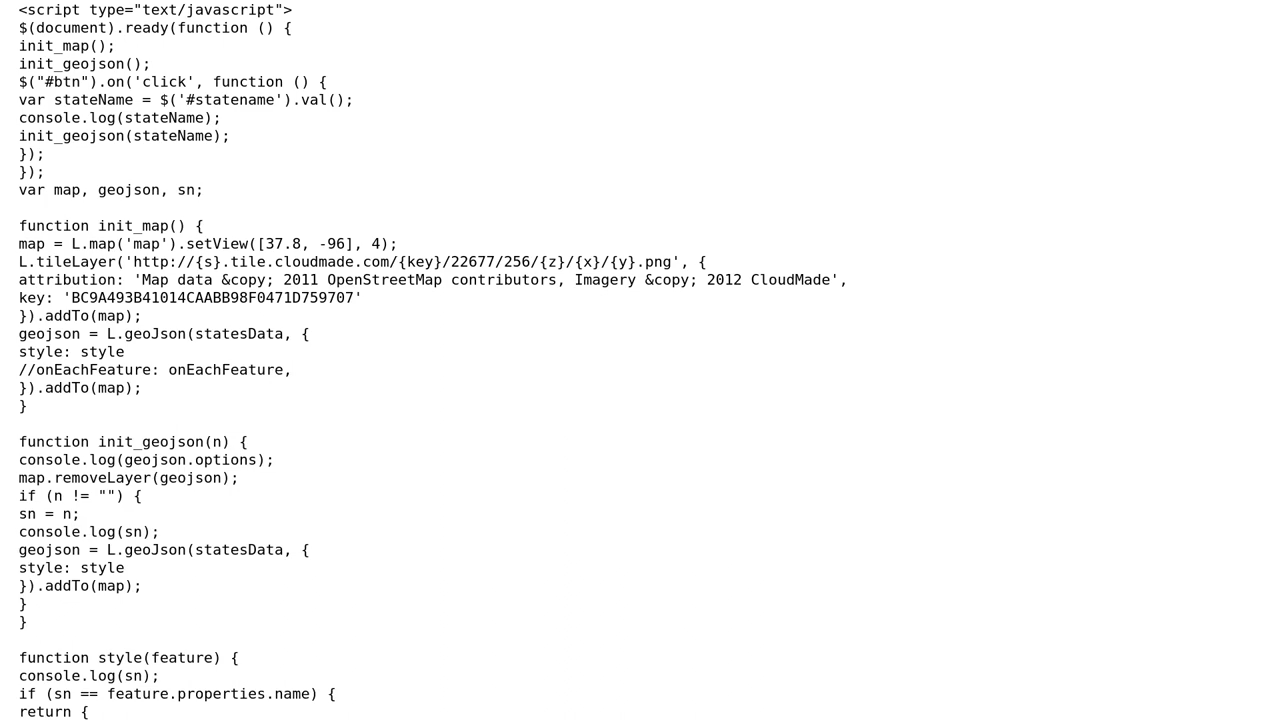 <script type="text/javascript">
$(document).ready(function () {
init_map();
init_geojson();
$("#btn").on('click', function () {
var stateName = $('#statename').val();
console.log(stateName);
init_geojson(stateName);
});
});
var map, geojson, sn;

function init_map() {
map = L.map('map').setView([37.8, -96], 4);
L.tileLayer('http://{s}.tile.cloudmade.com/{key}/22677/256/{z}/{x}/{y}.png', {
attribution: 'Map data &copy; 2011 OpenStreetMap contributors, Imagery &copy; 2012 CloudMade',
key: 'BC9A493B41014CAABB98F0471D759707'
}).addTo(map);
geojson = L.geoJson(statesData, {
style: style
//onEachFeature: onEachFeature,
}).addTo(map);
}

function init_geojson(n) {
console.log(geojson.options);
map.removeLayer(geojson);
if (n != "") {
sn = n;
console.log(sn);
geojson = L.geoJson(statesData, {
style: style
}).addTo(map);
}
}

function style(feature) {
console.log(sn);
if (sn == feature.properties.name) {
return {